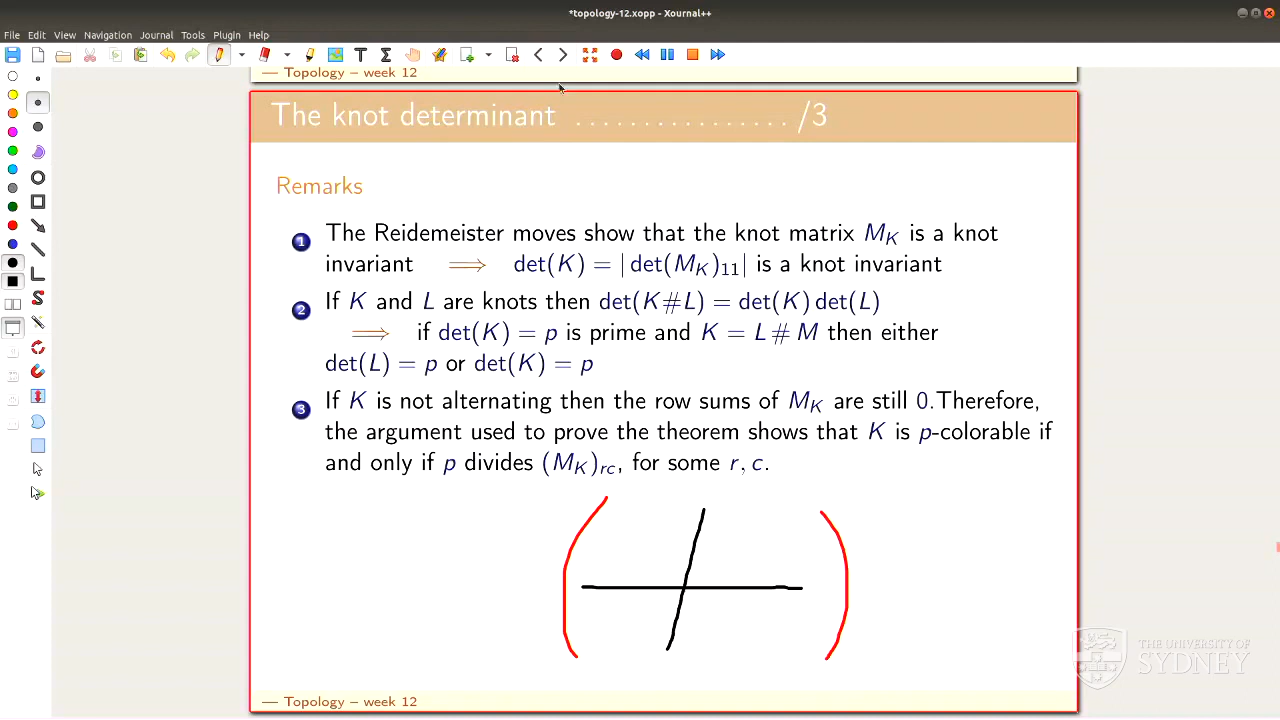 *topology-12.xopp - Xournal++
File Edit View Navigation Journal Tools Plugin Help
— Topology – week 12
The knot determinant ................ /3
Remarks
1 The Reidemeister moves show that the knot matrix M_K is a knot
invariant ⟹ det(K) = | det(M_K)_11| is a knot invariant
2 If K and L are knots then det(K#L) = det(K) det(L)
⟹ if det(K) = p is prime and K = L # M then either
det(L) = p or det(K) = p
3 If K is not alternating then the row sums of M_K are still 0.Therefore,
the argument used to prove the theorem shows that K is p-colorable if
and only if p divides (M_K)_rc, for some r, c.
THE UNIVERSITY OF
SYDNEY
— Topology – week 12